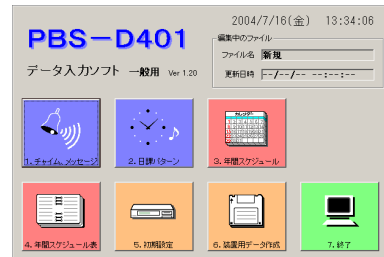 2004/7/16(金) 13:34:06
PBS－D401
編集中のファイル
ファイル名 新規
データ入力ソフト 一般用 Ver 1.20
更新日時 --/--/-- --:--:--
カレンダー
1. チャイム、メッセージ
2. 日課パターン
3. 年間スケジュール
4. 年間スケジュール表
5. 初期設定
6. 装置用データ作成
7. 終了